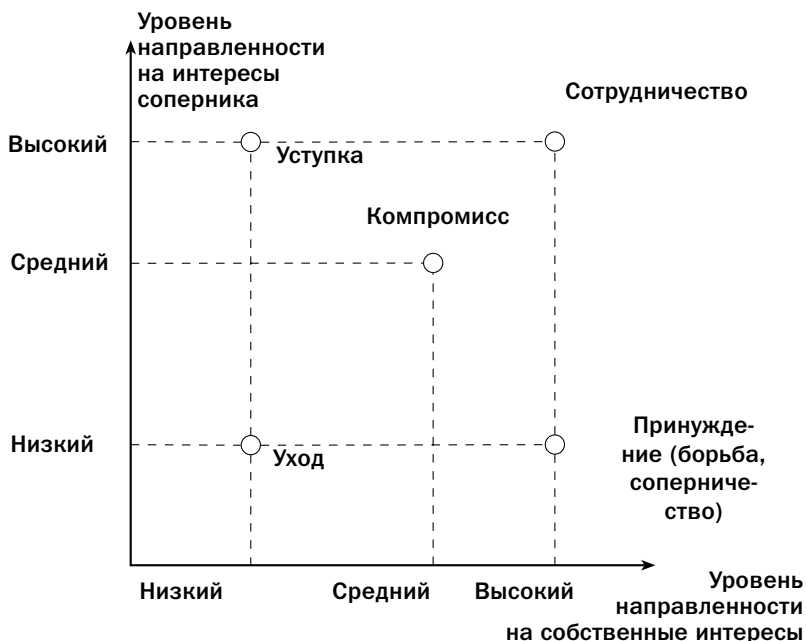 Уровень
направленности
на интересы
соперника
Сотрудничество
Высокий
Уступка
Компромисс
Средний
Принужде-
ние (борьба,
соперниче-
ство)
Низкий
Уход
Низкий
Средний
Высокий
Уровень
направленности
на собственные интересы